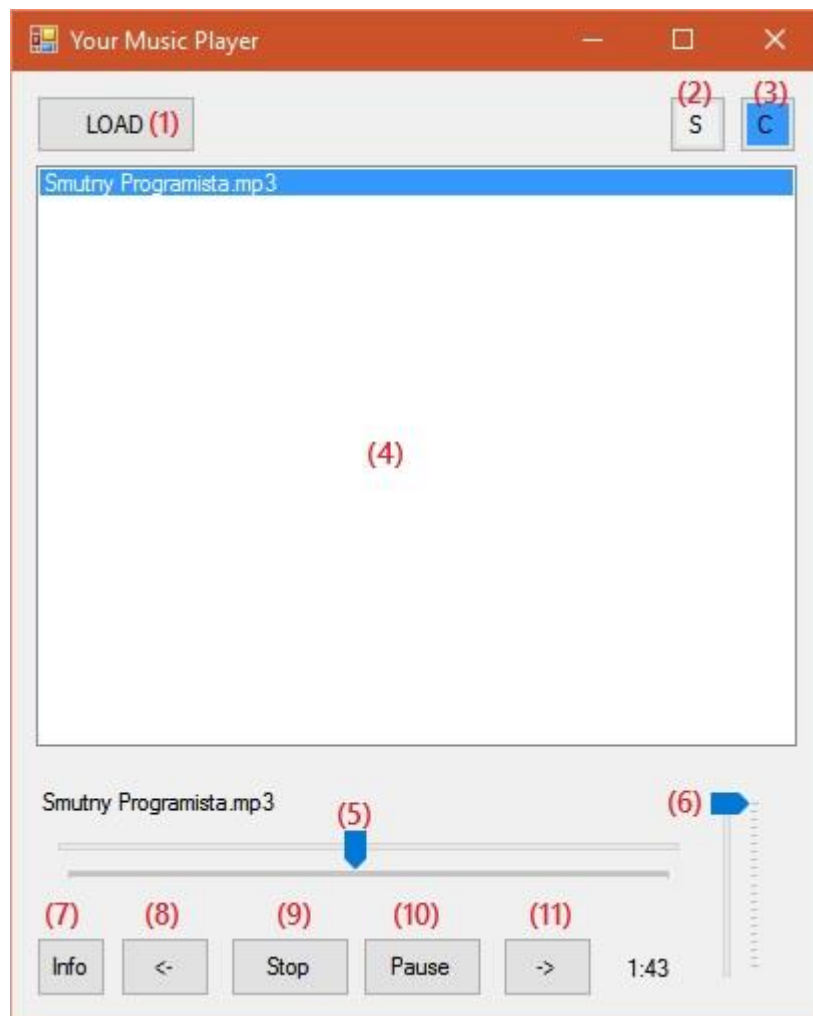 Your Music Player
LOAD (1)
(2)
S
(3)
C
Smutny Programista.mp3
(4)
Smutny Programista.mp3
(5)
(6)
(7) (8) (9) (10) (11)
Info <- Stop Pause -> 1:43